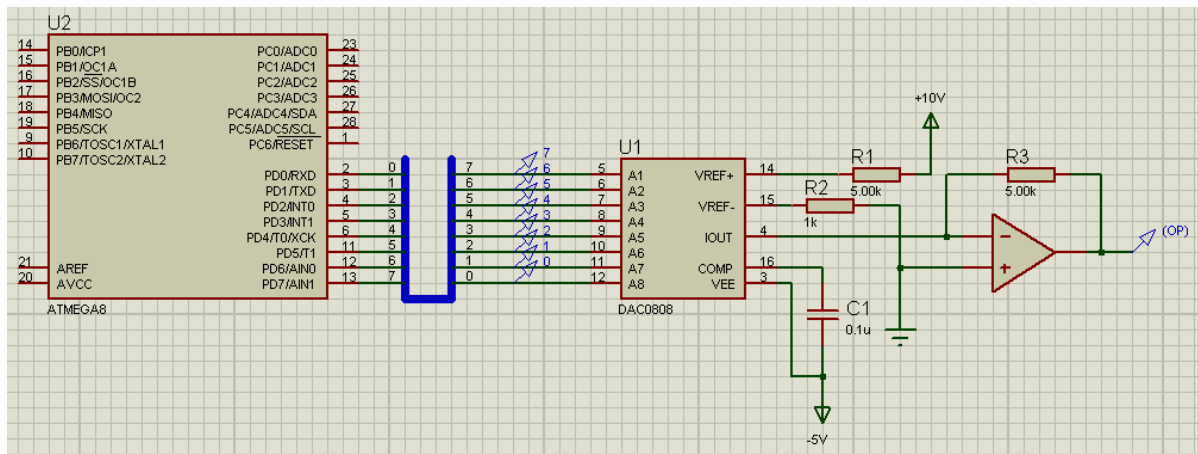 U2
14 PB0/ICP1 PC0/ADC0 23
15 PB1/OC1A PC1/ADC1 24
16 PB2/SS/OC1B PC2/ADC2 25
17 PB3/MOSI/OC2 PC3/ADC3 26
18 PB4/MISO PC4/ADC4/SDA 27
19 PB5/SCK PC5/ADC5/SCL 28
9 PB6/TOSC1/XTAL1 PC6/RESET 1
10 PB7/TOSC2/XTAL2
PD0/RXD 2 0
PD1/TXD 3 1
PD2/INT0 4 2
PD3/INT1 5 3
PD4/T0/XCK 6 4
PD5/T1 11 5
21 AREF PD6/AIN0 12 6
20 AVCC PD7/AIN1 13 7
ATMEGA8
7 7
6 6
5 5
4 4
3 3
2 2
1 1
0 0
U1
5 A1 VREF+ 14
6 A2
7 A3 VREF- 15
8 A4
9 A5 IOUT 4
10 A6
11 A7 COMP 16
12 A8 VEE 3
DAC0808
+10V
R1
5.00k
R2
1k
R3
5.00k
(OP)
C1
0.1u
-5V